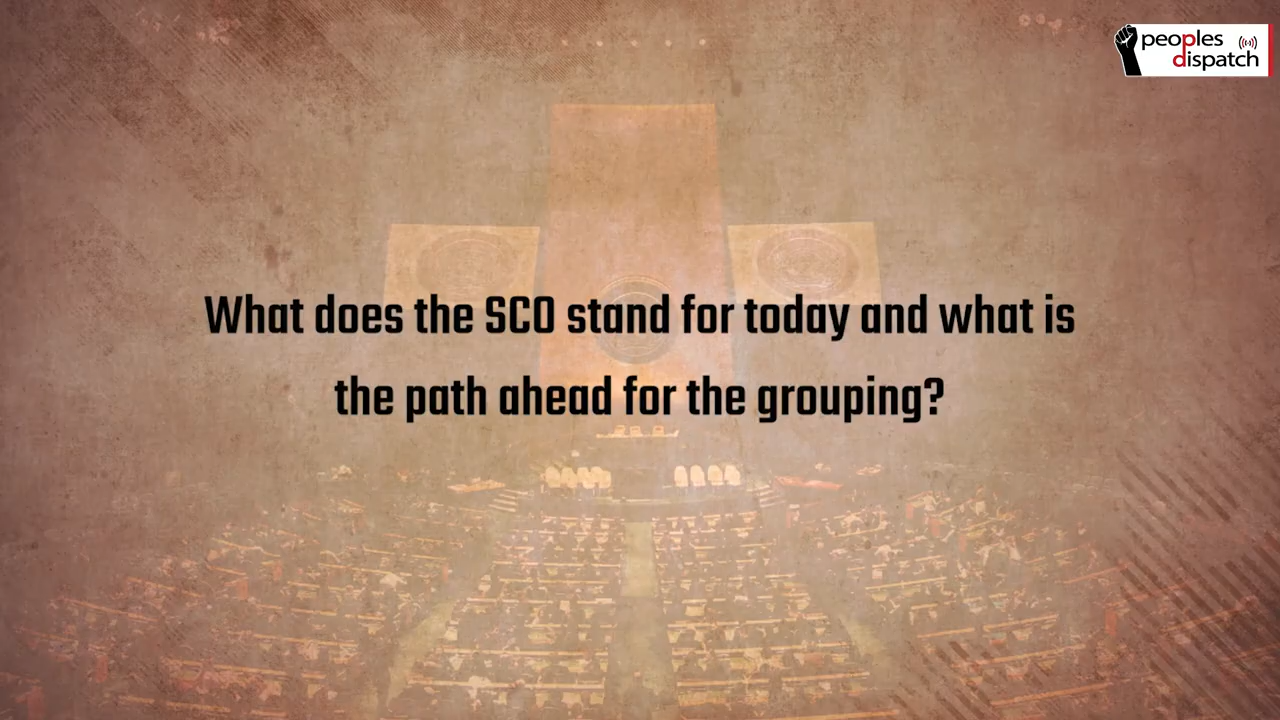 peoples
dispatch
What does the SCO stand for today and what is
the path ahead for the grouping?